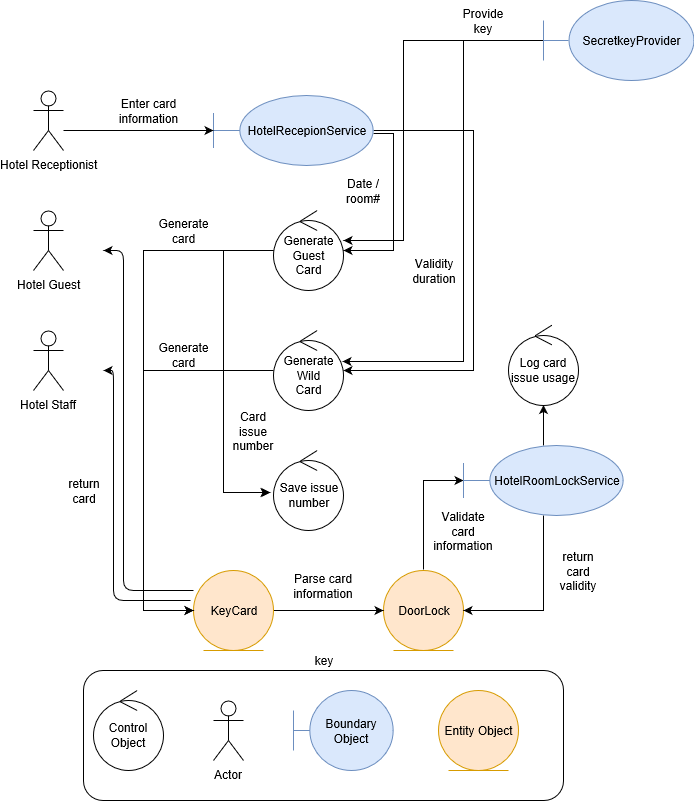 Provide
key
SecretkeyProvider
Enter card
information
HotelRecepionService
Hotel Receptionist
Date /
room#
Generate
card
Generate
Guest
Card
Validity
duration
Hotel Guest
Generate
card
Generate
Wild
Card
Log card
issue usage
Hotel Staff
Card
issue
number
return
card
Save issue
number
HotelRoomLockService
Validate
card
information
return
card
validity
Parse card
information
KeyCard
DoorLock
key
Control
Object
Actor
Boundary
Object
Entity Object